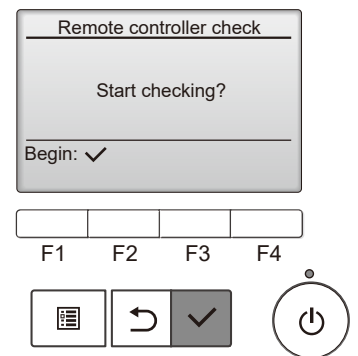 Remote controller check
Start checking?
Begin: ✓
F1 F2 F3 F4